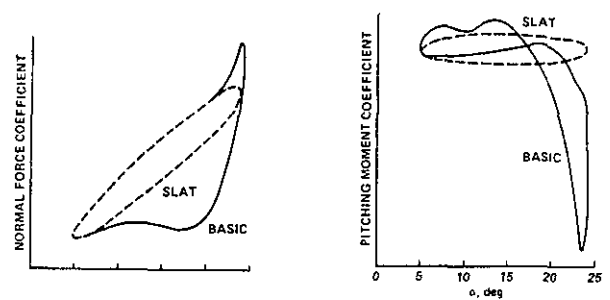 NORMAL FORCE COEFFICIENT
SLAT
BASIC
PITCHING MOMENT COEFFICIENT
SLAT
BASIC
0 5 10 15 20 25
α, deg